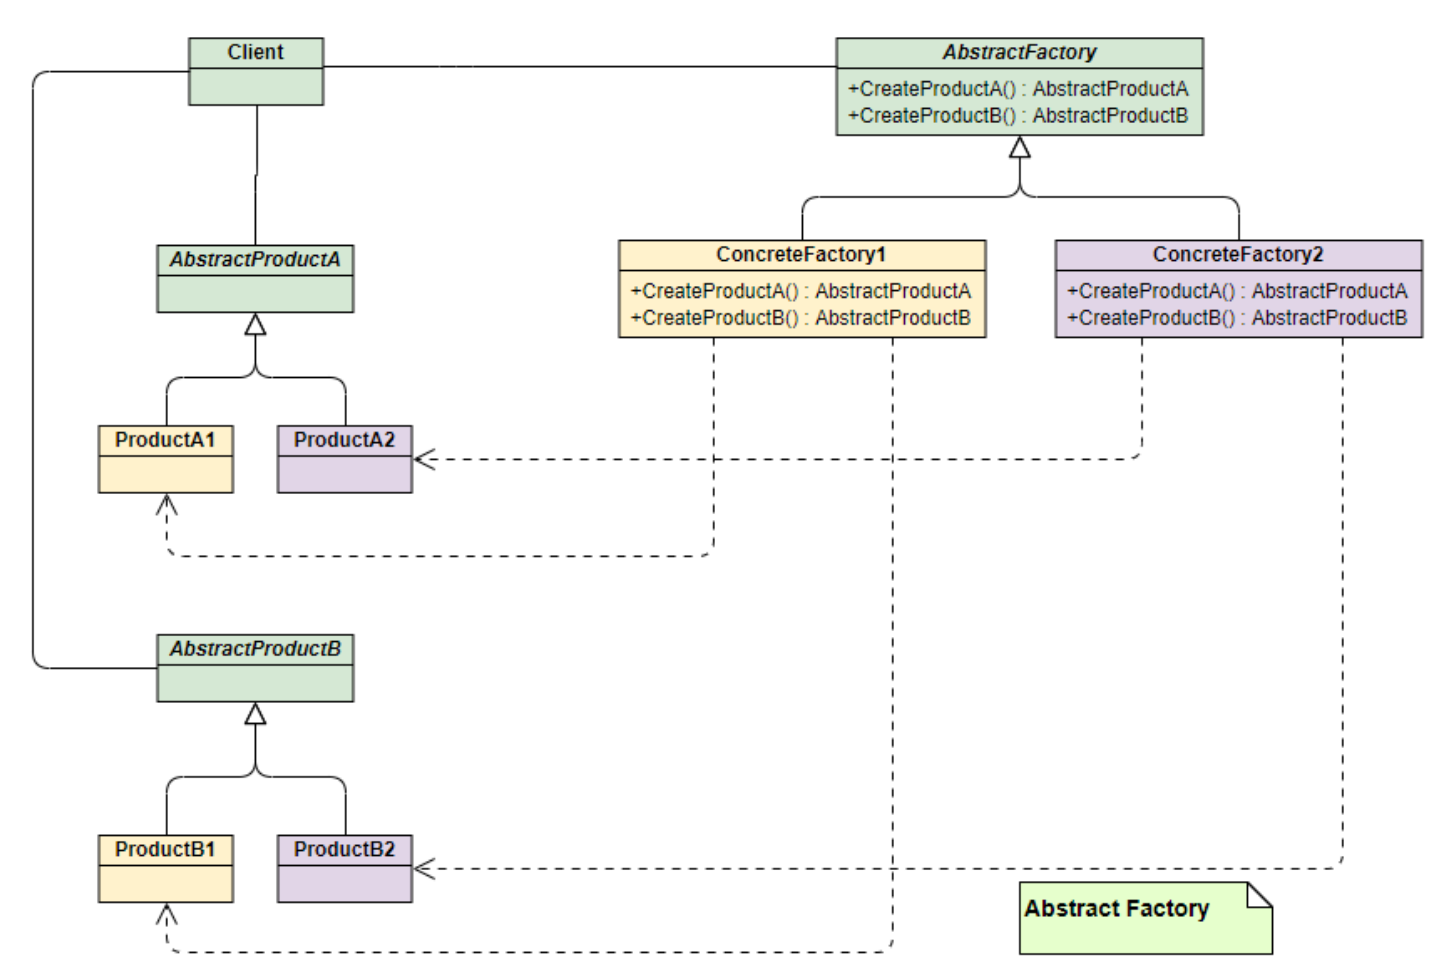 Client
AbstractFactory
+CreateProductA() : AbstractProductA
+CreateProductB() : AbstractProductB
AbstractProductA
ConcreteFactory1
+CreateProductA() : AbstractProductA
+CreateProductB() : AbstractProductB
ConcreteFactory2
+CreateProductA() : AbstractProductA
+CreateProductB() : AbstractProductB
ProductA1
ProductA2
AbstractProductB
ProductB1
ProductB2
Abstract Factory